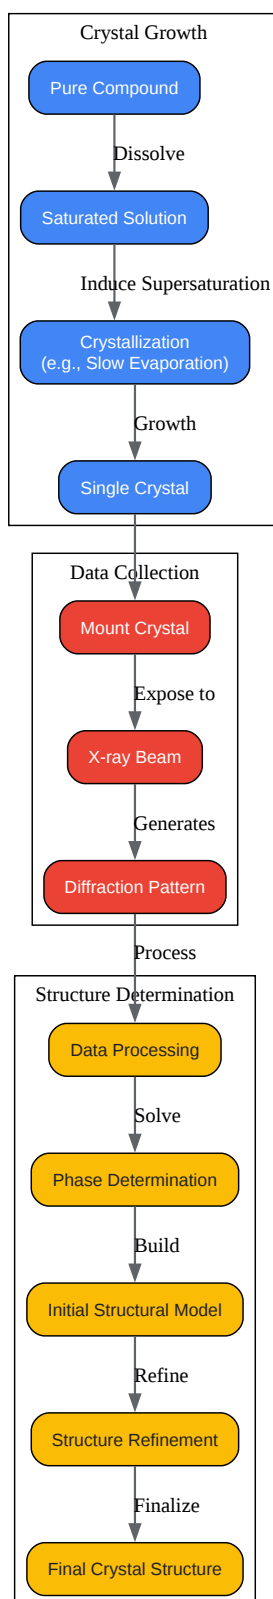 Crystal Growth
Pure Compound
Dissolve
Saturated Solution
Induce Supersaturation
Crystallization
(e.g., Slow Evaporation)
Growth
Single Crystal
Data Collection
Mount Crystal
Expose to
X-ray Beam
Generates
Diffraction Pattern
Process
Structure Determination
Data Processing
Solve
Phase Determination
Build
Initial Structural Model
Refine
Structure Refinement
Finalize
Final Crystal Structure